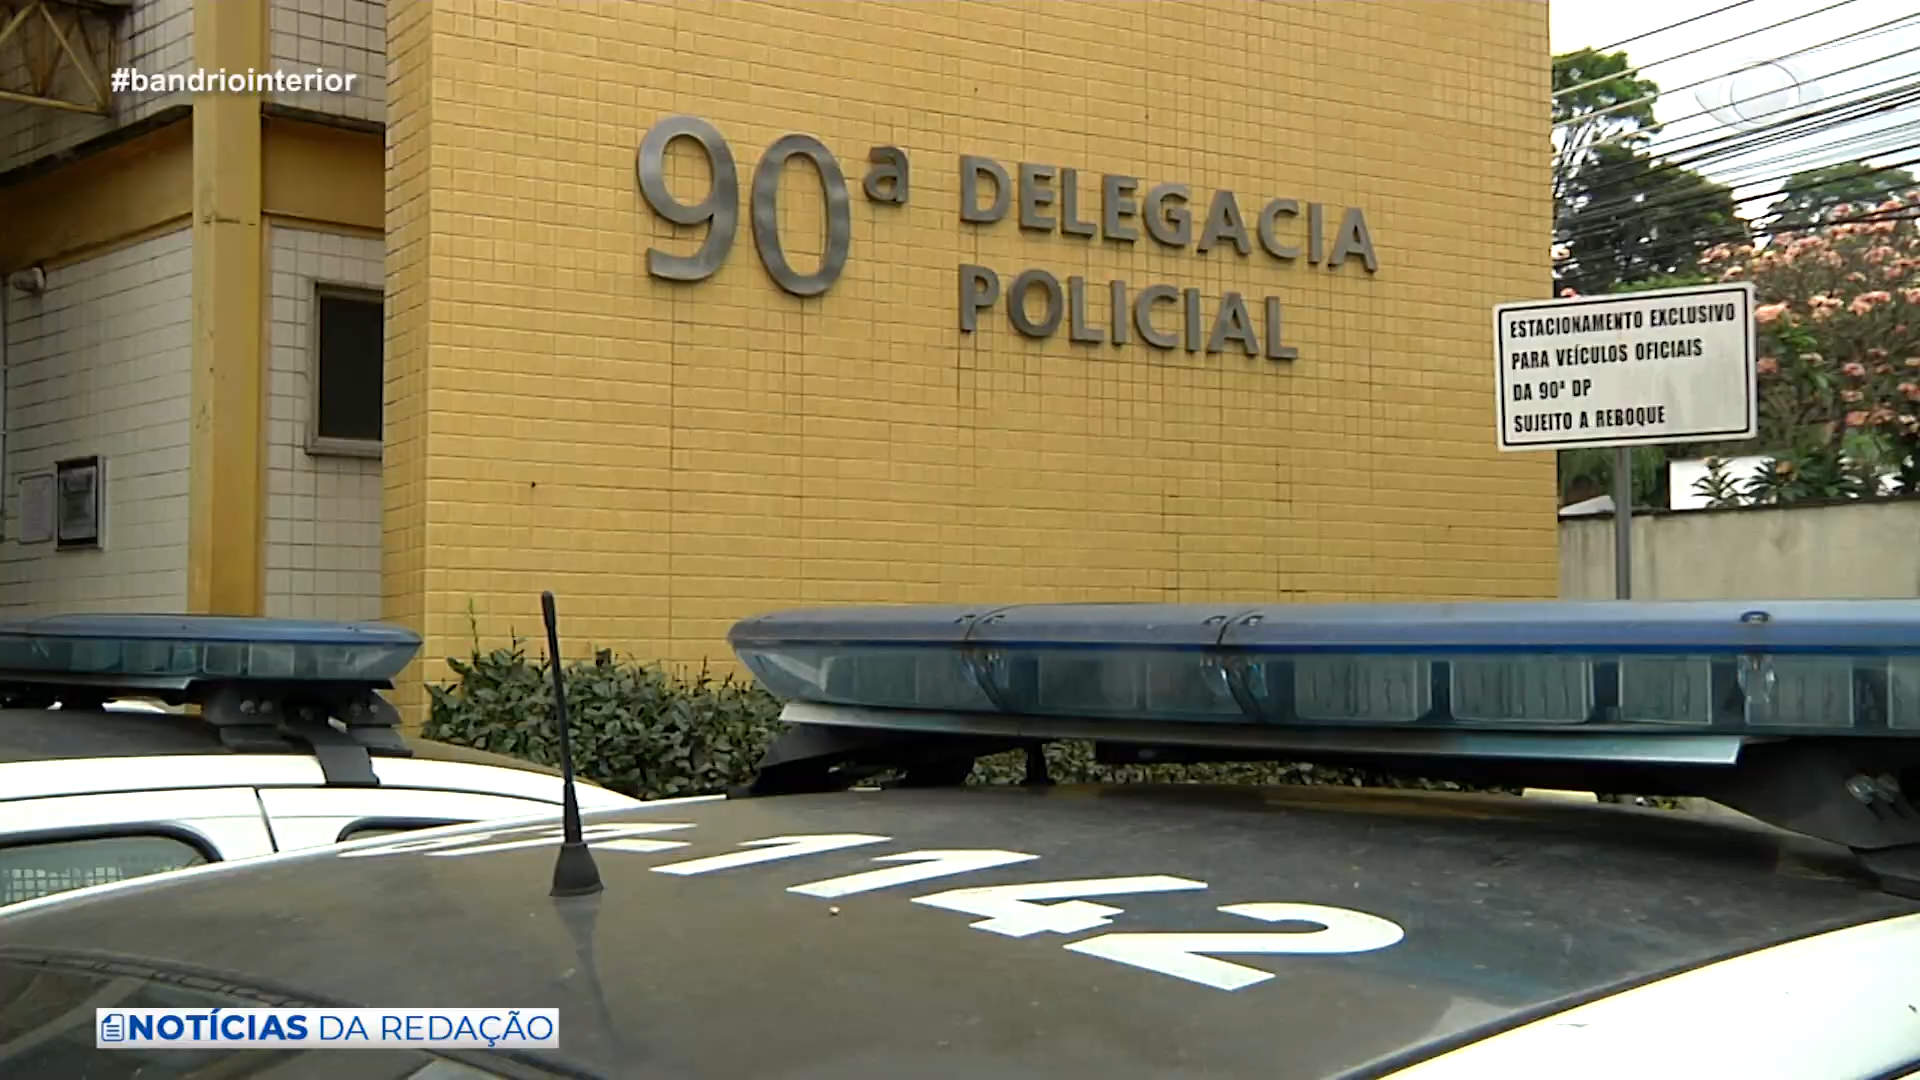 #bandriointerior
90ª DELEGACIA
POLICIAL
ESTACIONAMENTO EXCLUSIVO
PARA VEÍCULOS OFICIAIS
DA 90ª DP
SUJEITO A REBOQUE
1142
NOTÍCIAS DA REDAÇÃO